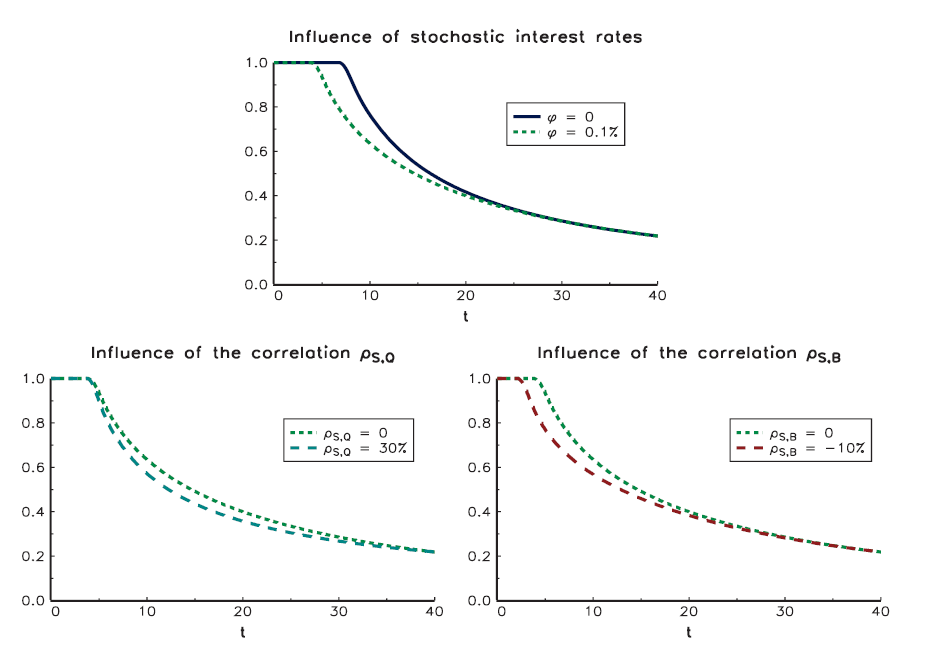 Influence of stochastic interest rates
1.0
0.8
0.6
0.4
0.2
0.0
φ = 0
φ = 0.1%
0 10 20 30 40
t
Influence of the correlation ρS,Q
1.0
0.8
0.6
0.4
0.2
0.0
ρS,Q = 0
ρS,Q = 30%
0 10 20 30 40
t
Influence of the correlation ρS,B
1.0
0.8
0.6
0.4
0.2
0.0
ρS,B = 0
ρS,B = −10%
0 10 20 30 40
t